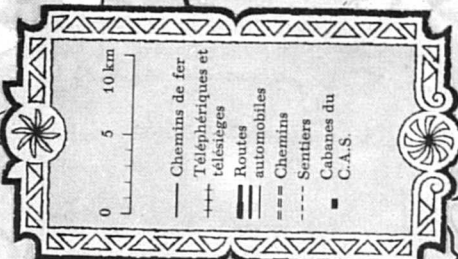 0 5 10 km
Chemins de fer
Téléphériques et
télésièges
Routes
automobiles
Chemins
Sentiers
Cabanes du
C.A.S.